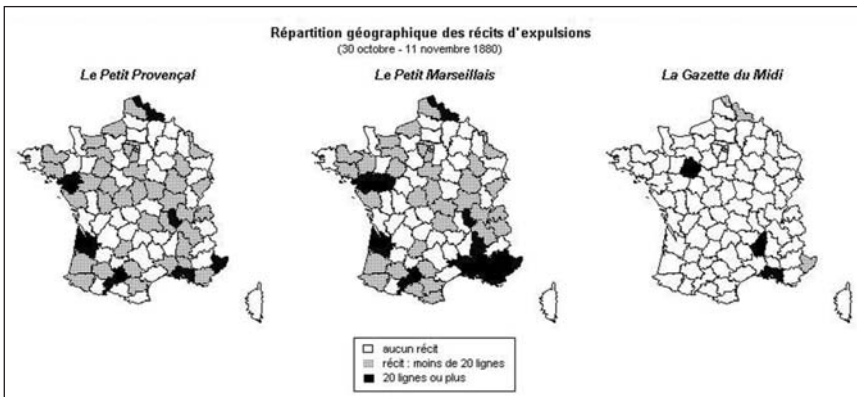 Répartition géographique des récits d'expulsions
(30 octobre - 11 novembre 1880)
Le Petit Provençal
Le Petit Marseillais
La Gazette du Midi
aucun récit
récit : moins de 20 lignes
20 lignes ou plus